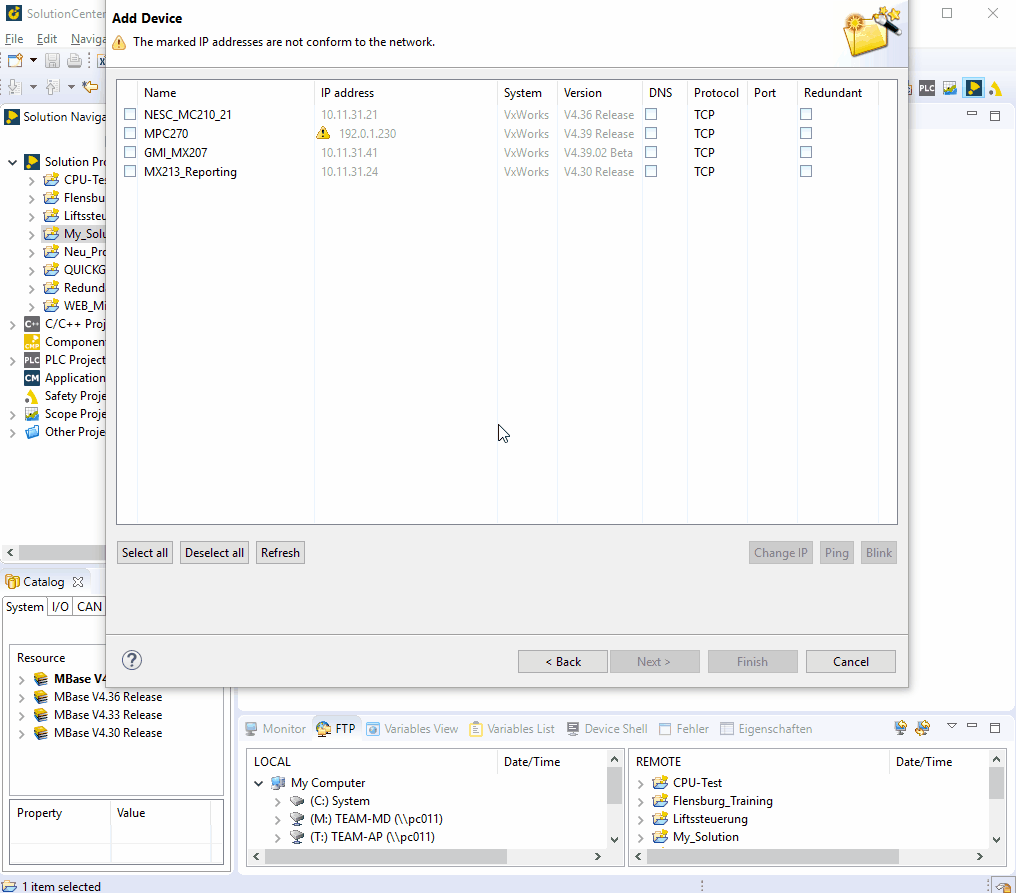 SolutionCenter
File Edit Naviga
Add Device
The marked IP addresses are not conform to the network.
Solution Naviga
Solution Pro
CPU-Tes
Flensbu
Liftssteu
My_Solu
Neu_Pro
QUICKG
Redund
WEB_Mi
C++ C/C++ Proj
CMP Componen
PLC PLC Project
CM Application
Safety Proje
Scope Proje
Other Proje
Name IP address System Version DNS Protocol Port Redundant
NESC_MC210_21 10.11.31.21 VxWorks V4.36 Release TCP
MPC270 192.0.1.230 VxWorks V4.39 Release TCP
GMI_MX207 10.11.31.41 VxWorks V4.39.02 Beta TCP
MX213_Reporting 10.11.31.24 VxWorks V4.30 Release TCP
PLC
Select all Deselect all Refresh Change IP Ping Blink
? < Back Next > Finish Cancel
Catalog
System I/O CAN
Resource
MBase V4
MBase V4.36 Release
MBase V4.33 Release
MBase V4.30 Release
Property Value
Monitor FTP Variables View Variables List Device Shell Fehler Eigenschaften
LOCAL Date/Time
My Computer
(C:) System
(M:) TEAM-MD (\\pc011)
(T:) TEAM-AP (\\pc011)
REMOTE Date/Time
CPU-Test
Flensburg_Training
Liftssteuerung
My_Solution
1 item selected